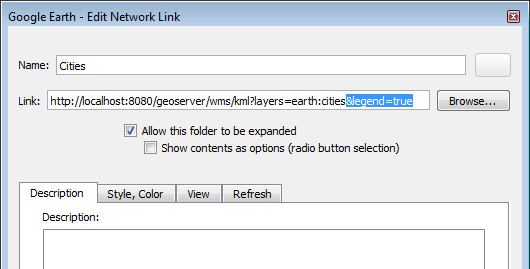 Google Earth - Edit Network Link
Name: Cities
Link: http://localhost:8080/geoserver/wms/kml?layers=earth:cities&legend=true Browse...
Allow this folder to be expanded
Show contents as options (radio button selection)
Description Style, Color View Refresh
Description: